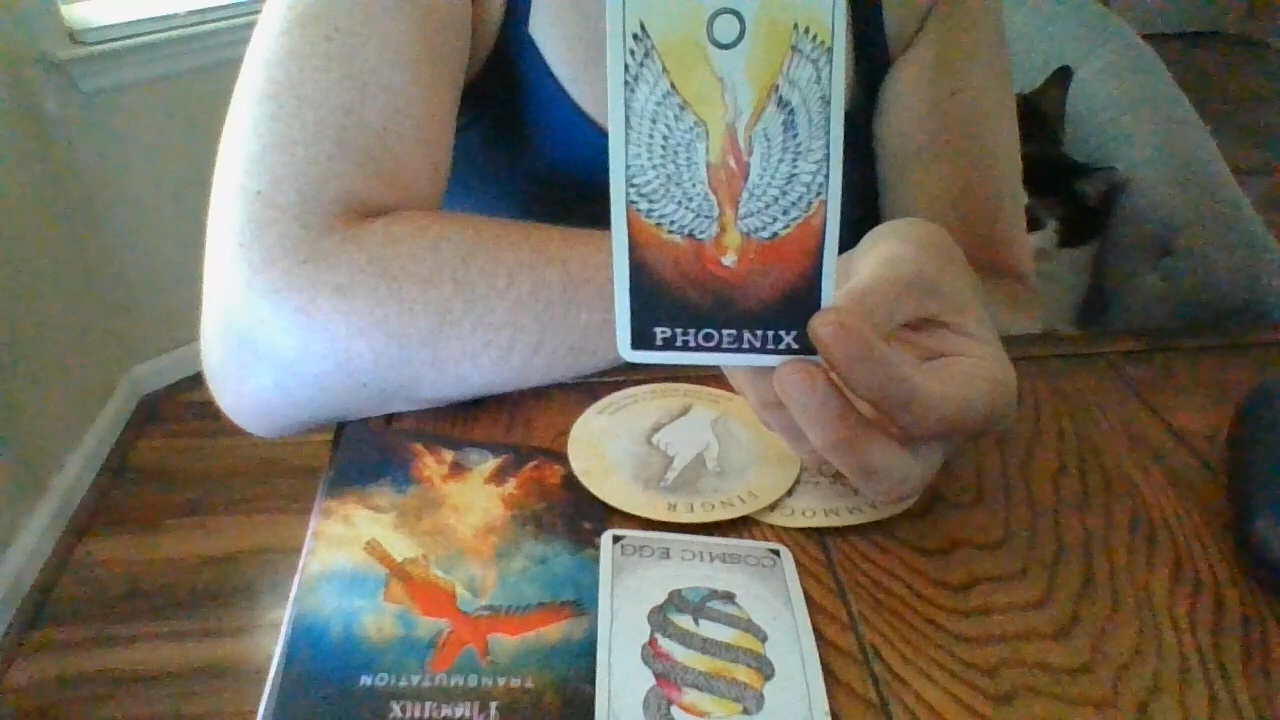 O
PHOENIX
FINGER
COSMIC EGG
TRANSMUTATION
Phoenix